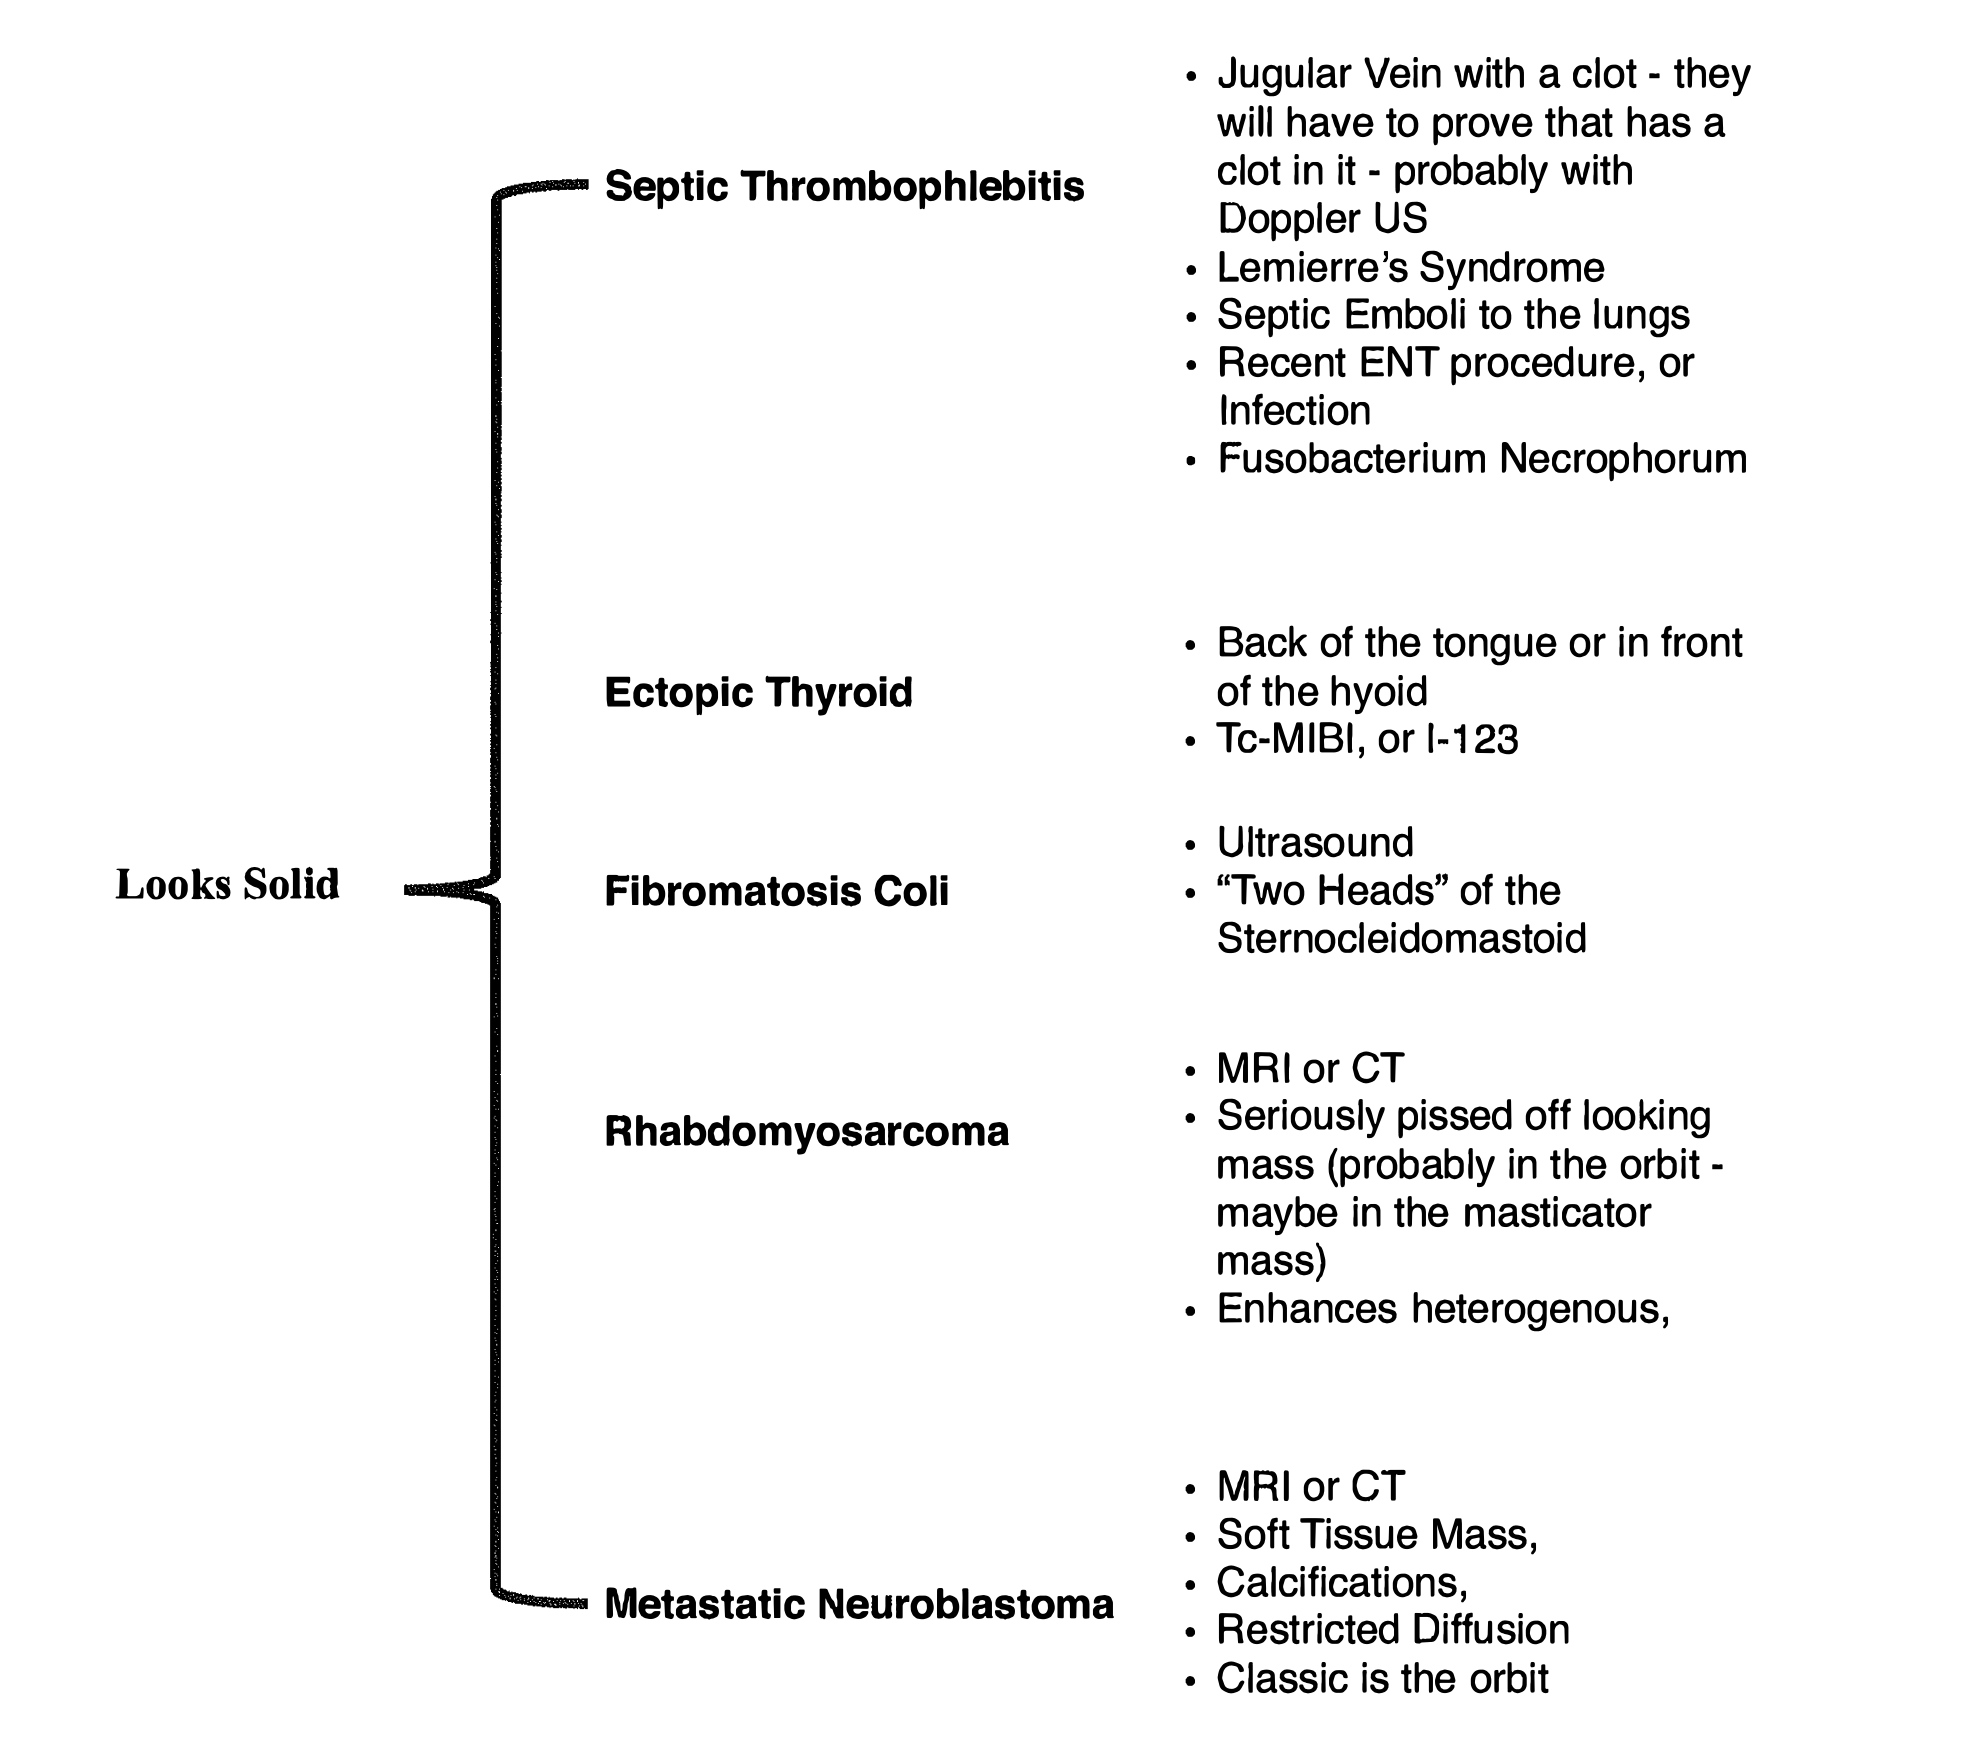 • Jugular Vein with a clot - they
will have to prove that has a
clot in it - probably with
Doppler US
• Lemierre's Syndrome
• Septic Emboli to the lungs
• Recent ENT procedure, or
Infection
• Fusobacterium Necrophorum
Septic Thrombophlebitis
• Back of the tongue or in front
of the hyoid
• Tc-MIBI, or I-123
Ectopic Thyroid
• Ultrasound
• “Two Heads” of the
Sternocleidomastoid
Looks Solid
Fibromatosis Coli
• MRI or CT
• Seriously pissed off looking
mass (probably in the orbit -
maybe in the masticator
mass)
• Enhances heterogenous,
Rhabdomyosarcoma
• MRI or CT
• Soft Tissue Mass,
• Calcifications,
• Restricted Diffusion
• Classic is the orbit
Metastatic Neuroblastoma